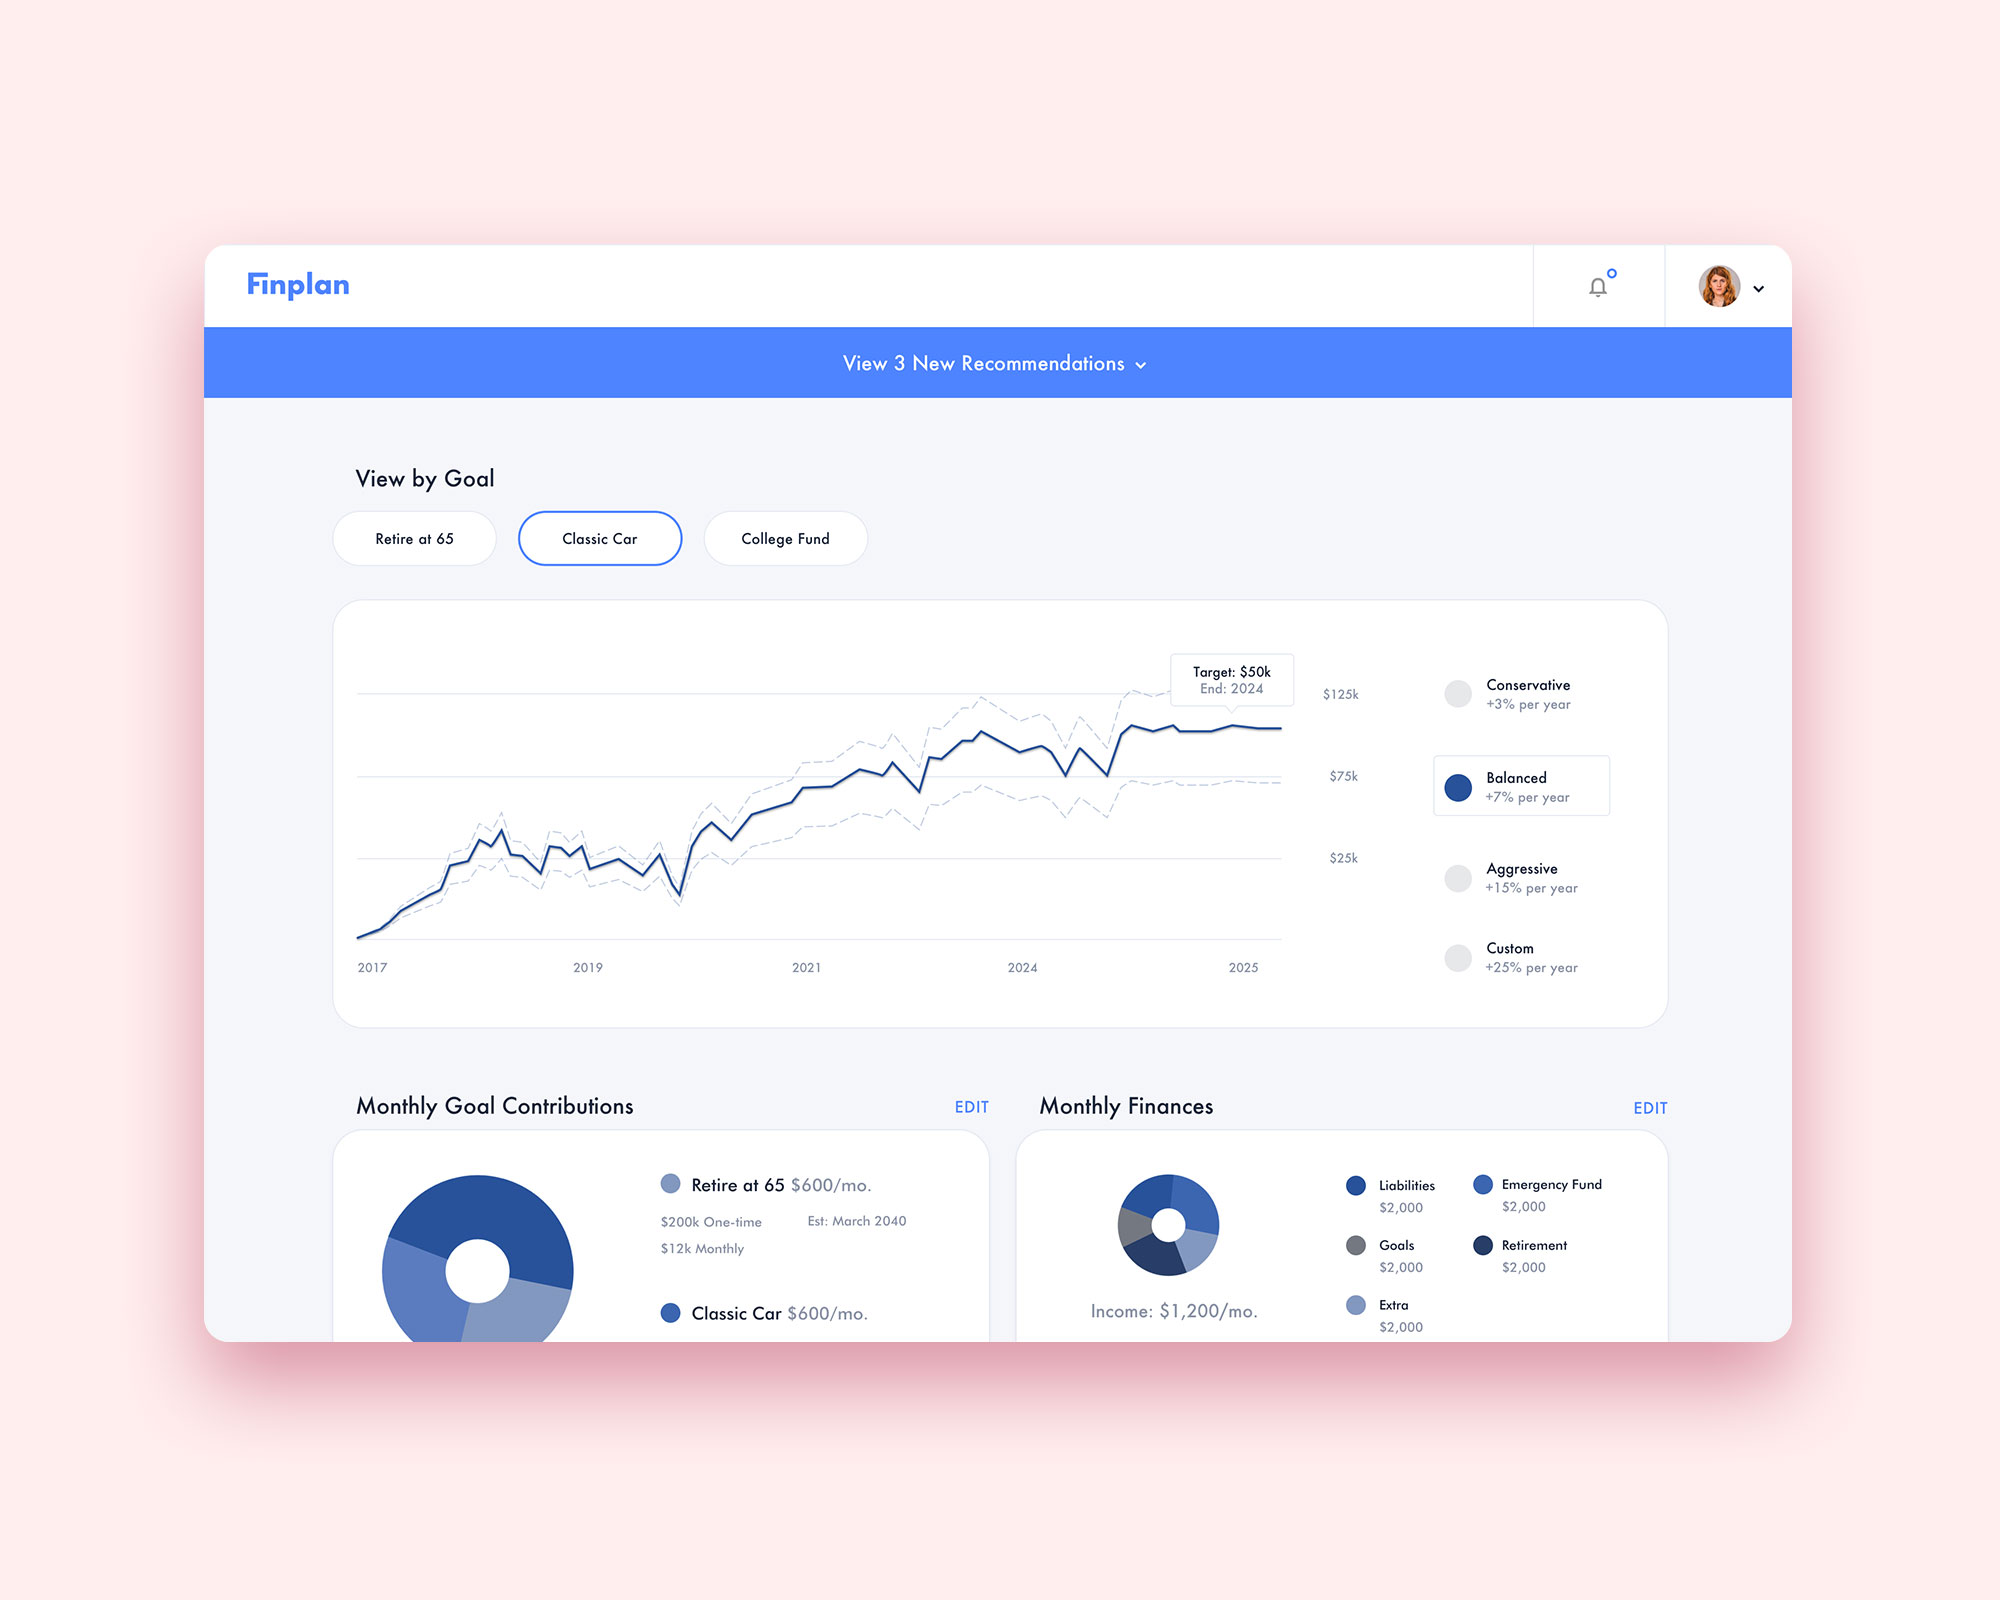 Finplan
View 3 New Recommendations
View by Goal
Retire at 65
Classic Car
College Fund
Target: $50k
End: 2024
$125k
$75k
$25k
2017
2019
2021
2024
2025
Conservative
+3% per year
Balanced
+7% per year
Aggressive
+15% per year
Custom
+25% per year
Monthly Goal Contributions
EDIT
Retire at 65 $600/mo.
$200k One-time
Est: March 2040
$12k Monthly
Classic Car $600/mo.
Monthly Finances
EDIT
Income: $1,200/mo.
Liabilities
$2,000
Emergency Fund
$2,000
Goals
$2,000
Retirement
$2,000
Extra
$2,000